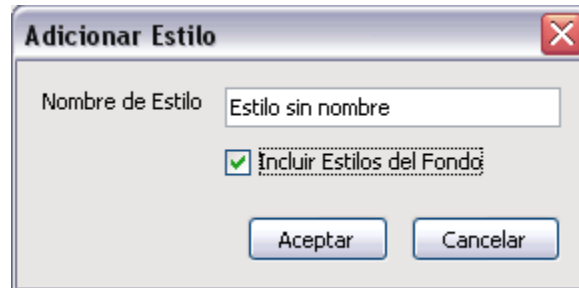 Adicionar Estilo
Nombre de Estilo Estilo sin nombre
Incluir Estilos del Fondo
Aceptar Cancelar